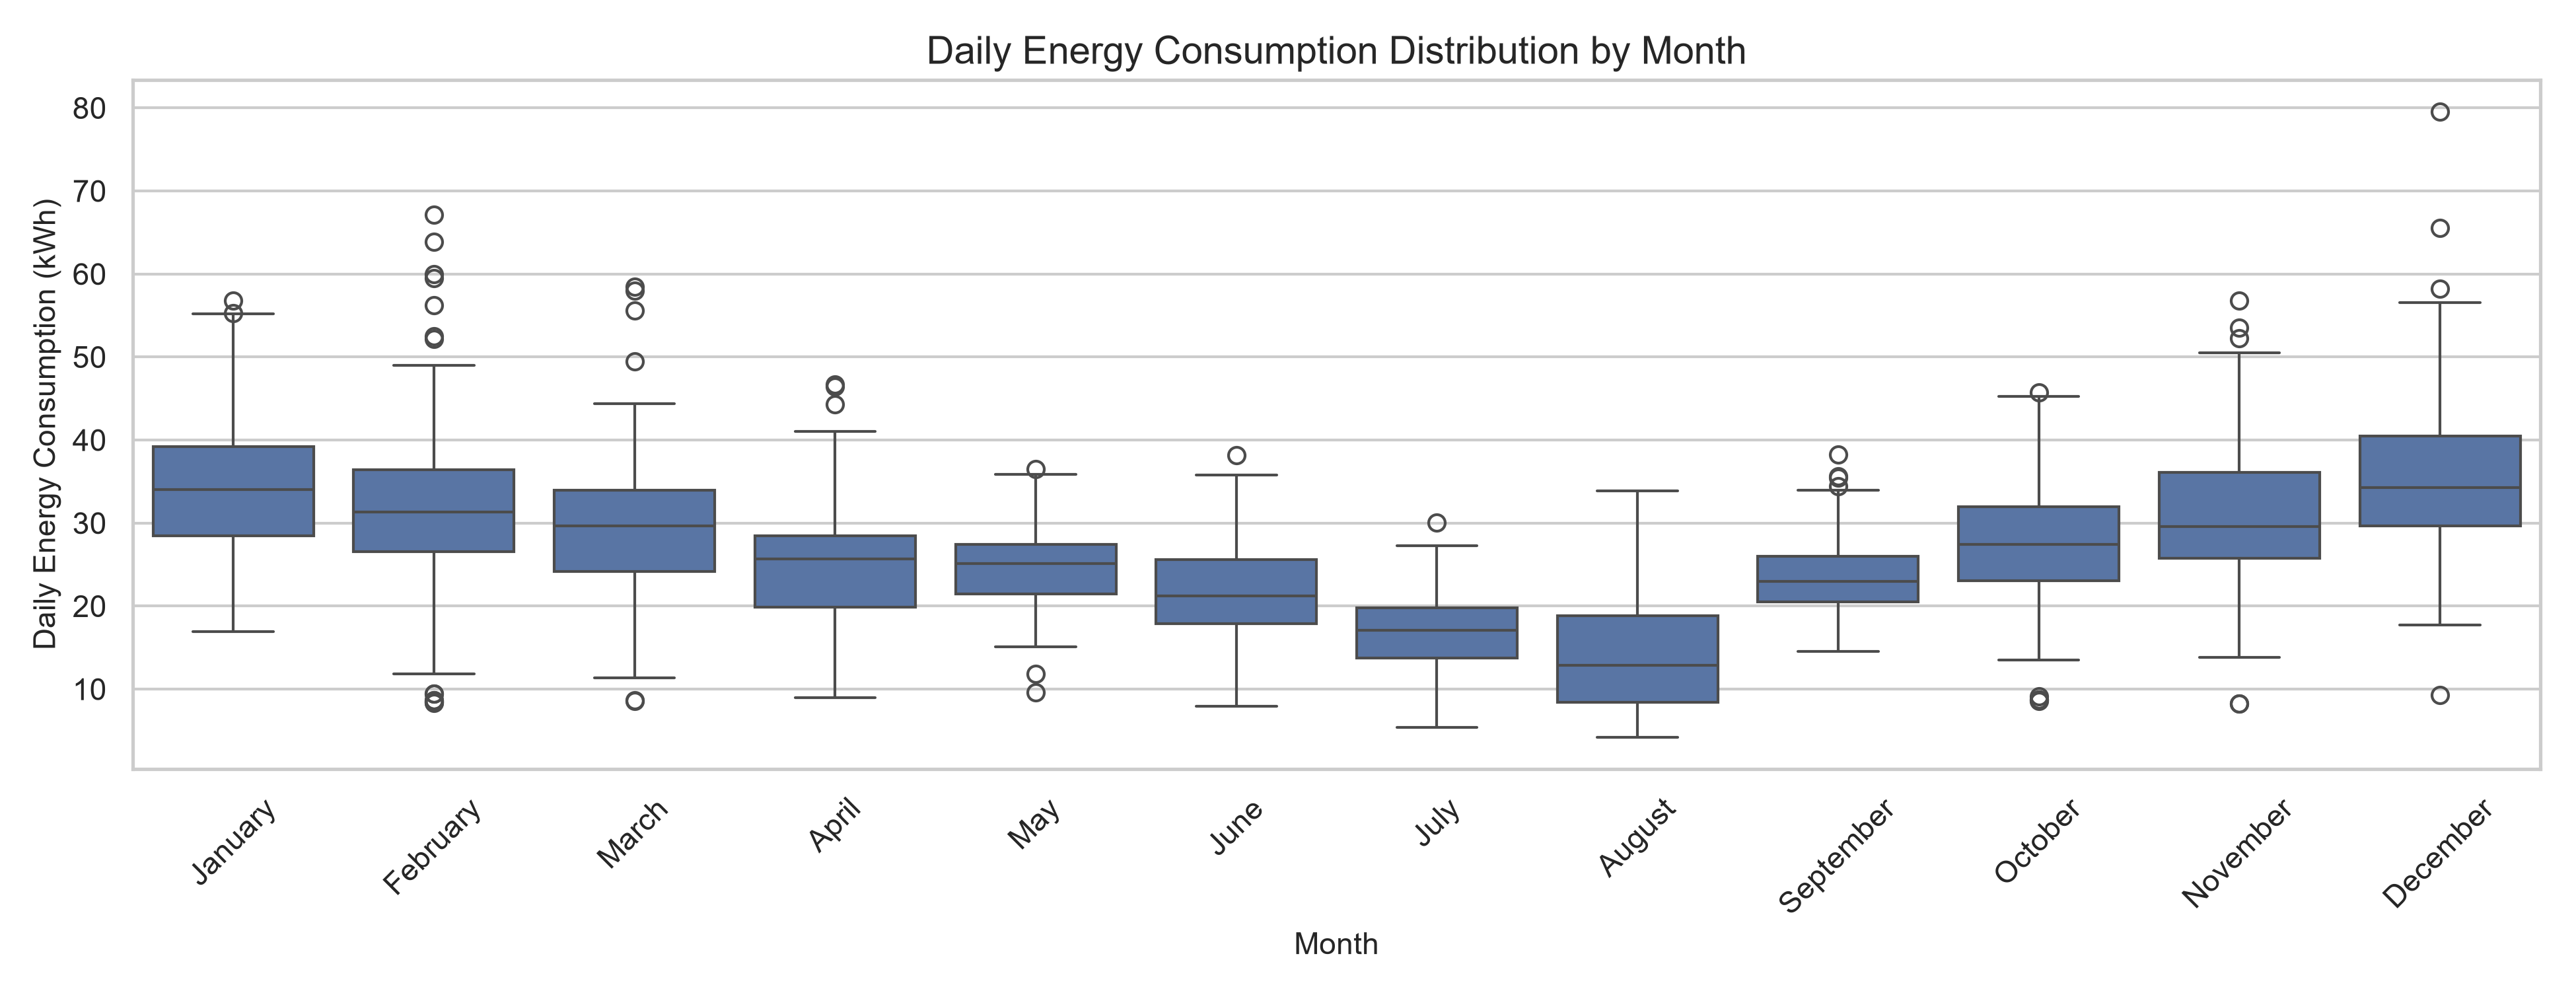 Daily Energy Consumption Distribution by Month
Daily Energy Consumption (kWh)
80
70
60
50
40
30
20
10
January
February
March
April
May
June
July
August
September
October
November
December
Month